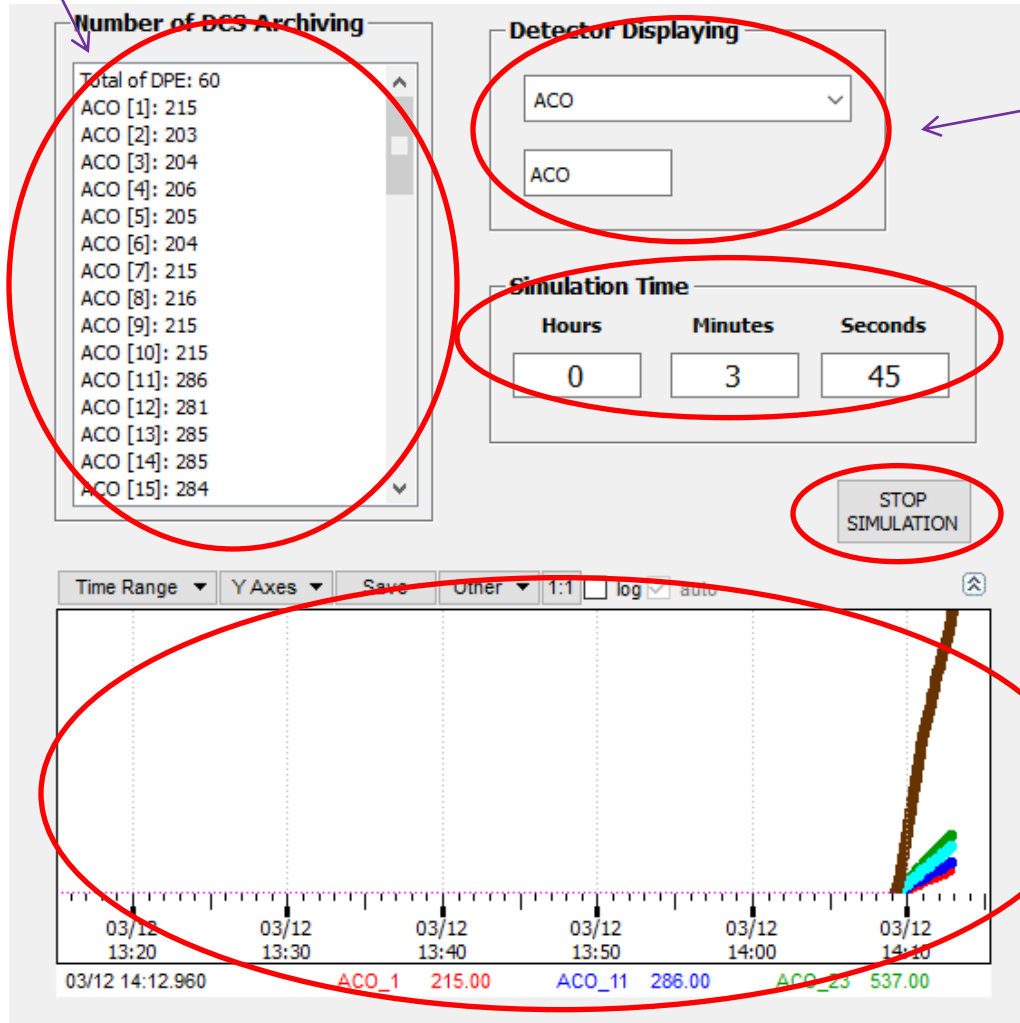 Number of DCS Archiving
Total of DPE: 60
ACO [1]: 215
ACO [2]: 203
ACO [3]: 204
ACO [4]: 206
ACO [5]: 205
ACO [6]: 204
ACO [7]: 215
ACO [8]: 216
ACO [9]: 215
ACO [10]: 215
ACO [11]: 286
ACO [12]: 281
ACO [13]: 285
ACO [14]: 285
ACO [15]: 284
Detector Displaying
ACO
ACO
Simulation Time
Hours Minutes Seconds
0 3 45
STOP
SIMULATION
Time Range Y Axes Save Other 1:1 log auto
03/12 03/12 03/12 03/12 03/12 03/12
13:20 13:30 13:40 13:50 14:00 14:10
03/12 14:12.960 ACO_1 215.00 ACO_11 286.00 ACO_23 537.00